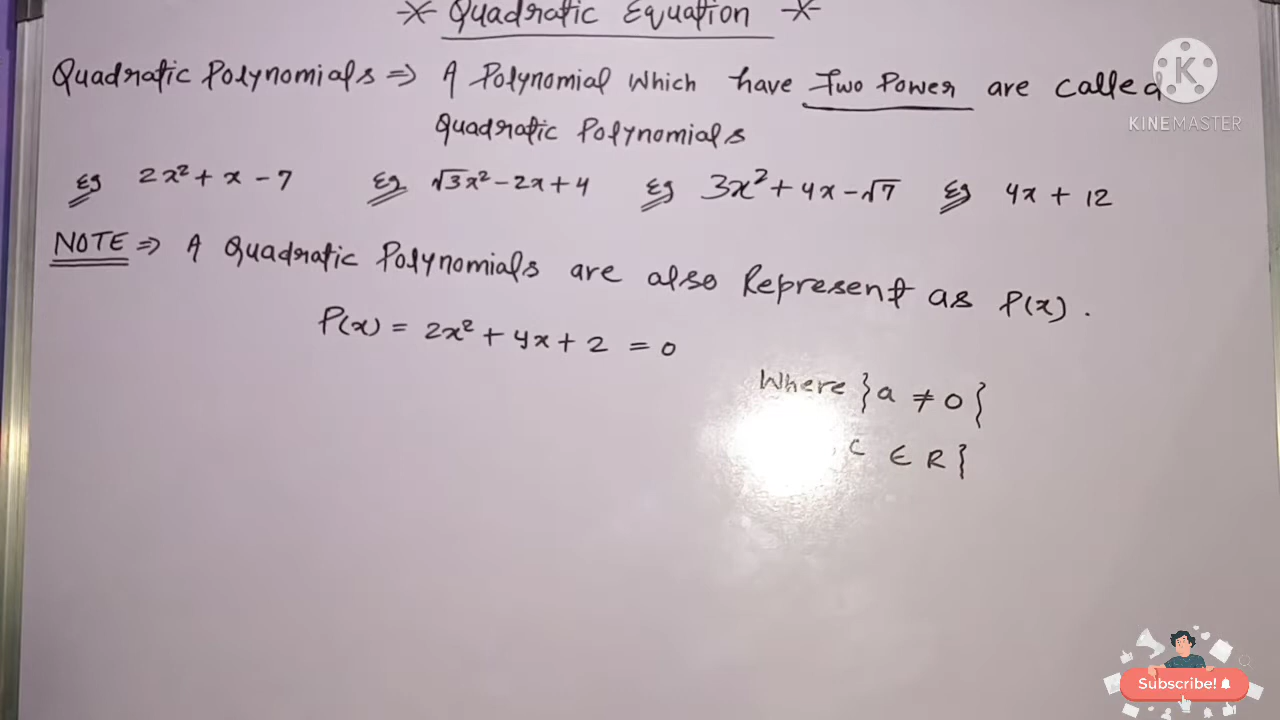 Quadratic Equation
Quadratic Polynomials ⇒ A Polynomial Which have Two Power are called
Quadratic Polynomials
Eg 2x² + x - 7 Eg √3x² - 2x + 4 Eg 3x² + 4x - √7 Eg 4x + 12
NOTE ⇒ A Quadratic Polynomials are also Represent as P(x).
P(x) = 2x² + 4x + 2 = 0
Where }a ≠ 0}
C ∈ R}
K
KINEMASTER
Subscribe!